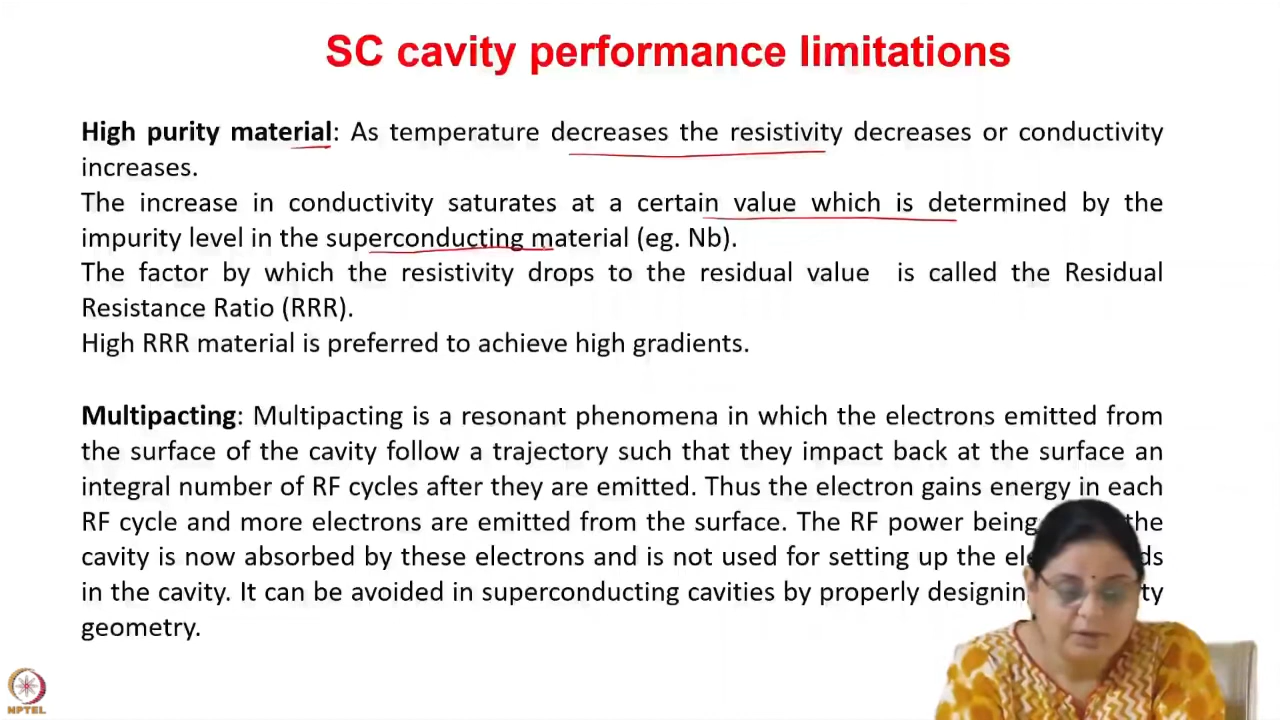 SC cavity performance limitations
High purity material: As temperature decreases the resistivity decreases or conductivity
increases.
The increase in conductivity saturates at a certain value which is determined by the
impurity level in the superconducting material (eg. Nb).
The factor by which the resistivity drops to the residual value is called the Residual
Resistance Ratio (RRR).
High RRR material is preferred to achieve high gradients.
Multipacting: Multipacting is a resonant phenomena in which the electrons emitted from
the surface of the cavity follow a trajectory such that they impact back at the surface an
integral number of RF cycles after they are emitted. Thus the electron gains energy in each
RF cycle and more electrons are emitted from the surface. The RF power being the
cavity is now absorbed by these electrons and is not used for setting up the
in the cavity. It can be avoided in superconducting cavities by properly
geometry.
NPTEL